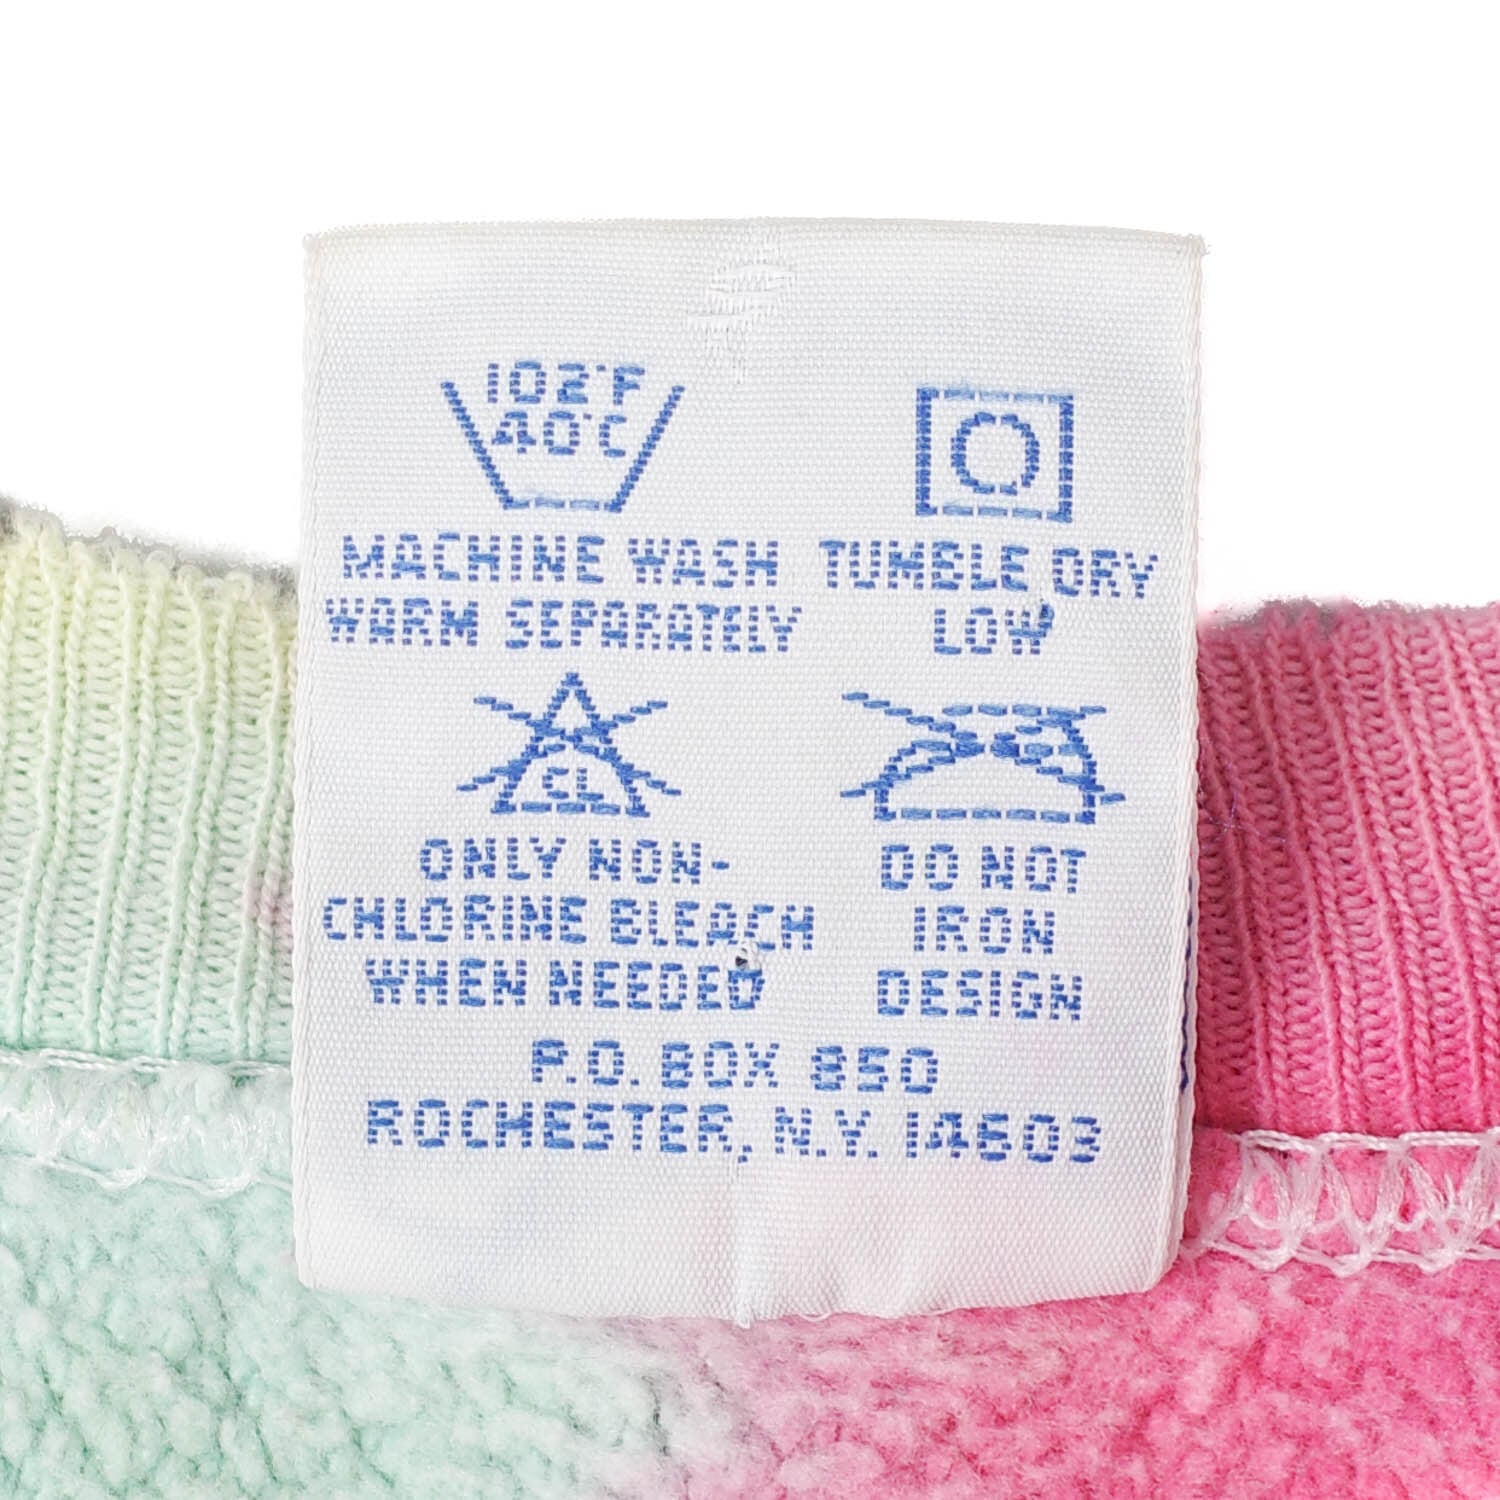 102°F
40°C
MACHINE WASH
WARM SEPARATELY
TUMBLE DRY
LOW
CL
ONLY NON-
CHLORINE BLEACH
WHEN NEEDED
DO NOT
IRON
DESIGN
P.O. BOX 850
ROCHESTER, N.Y. 14603